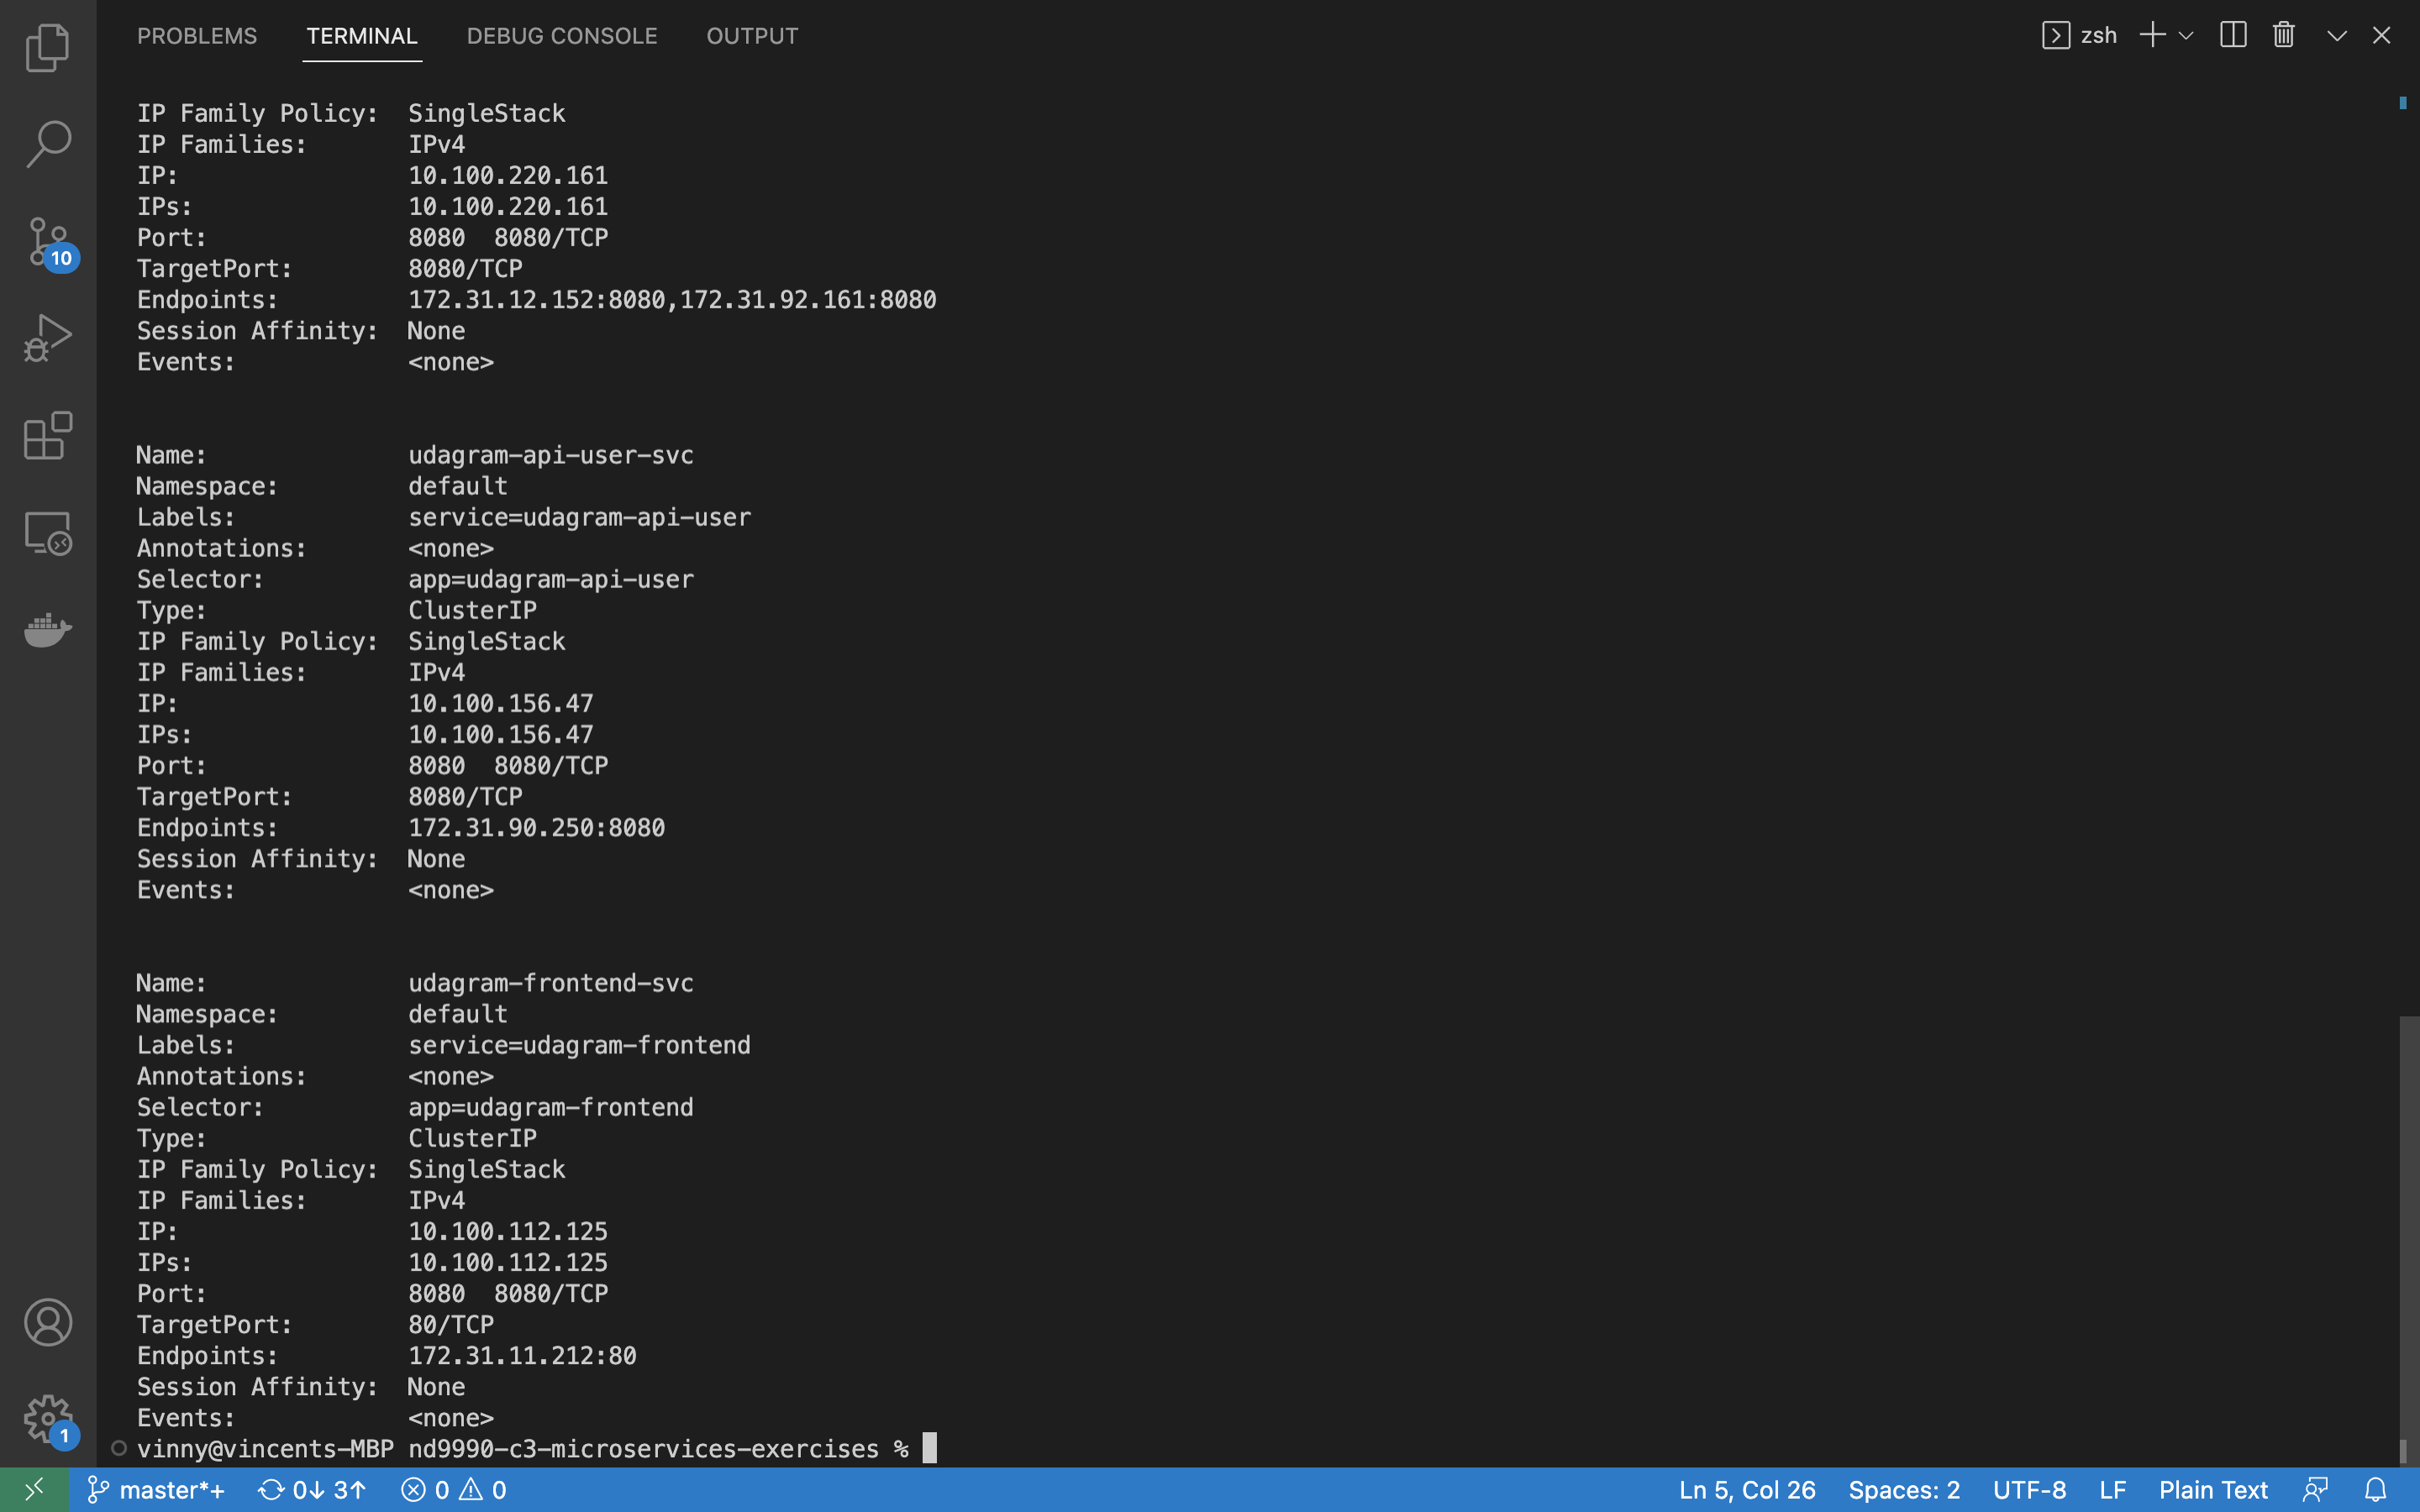 PROBLEMS TERMINAL DEBUG CONSOLE OUTPUT zsh
IP Family Policy: SingleStack
IP Families: IPv4
IP: 10.100.220.161
IPs: 10.100.220.161
Port: 8080 8080/TCP
TargetPort: 8080/TCP
Endpoints: 172.31.12.152:8080,172.31.92.161:8080
Session Affinity: None
Events: <none>
Name: udagram-api-user-svc
Namespace: default
Labels: service=udagram-api-user
Annotations: <none>
Selector: app=udagram-api-user
Type: ClusterIP
IP Family Policy: SingleStack
IP Families: IPv4
IP: 10.100.156.47
IPs: 10.100.156.47
Port: 8080 8080/TCP
TargetPort: 8080/TCP
Endpoints: 172.31.90.250:8080
Session Affinity: None
Events: <none>
Name: udagram-frontend-svc
Namespace: default
Labels: service=udagram-frontend
Annotations: <none>
Selector: app=udagram-frontend
Type: ClusterIP
IP Family Policy: SingleStack
IP Families: IPv4
IP: 10.100.112.125
IPs: 10.100.112.125
Port: 8080 8080/TCP
TargetPort: 80/TCP
Endpoints: 172.31.11.212:80
Session Affinity: None
Events: <none>
vinny@vincents-MBP nd9990-c3-microservices-exercises %
10
1
master*+ 0↓ 3↑ 0 0 Ln 5, Col 26 Spaces: 2 UTF-8 LF Plain Text